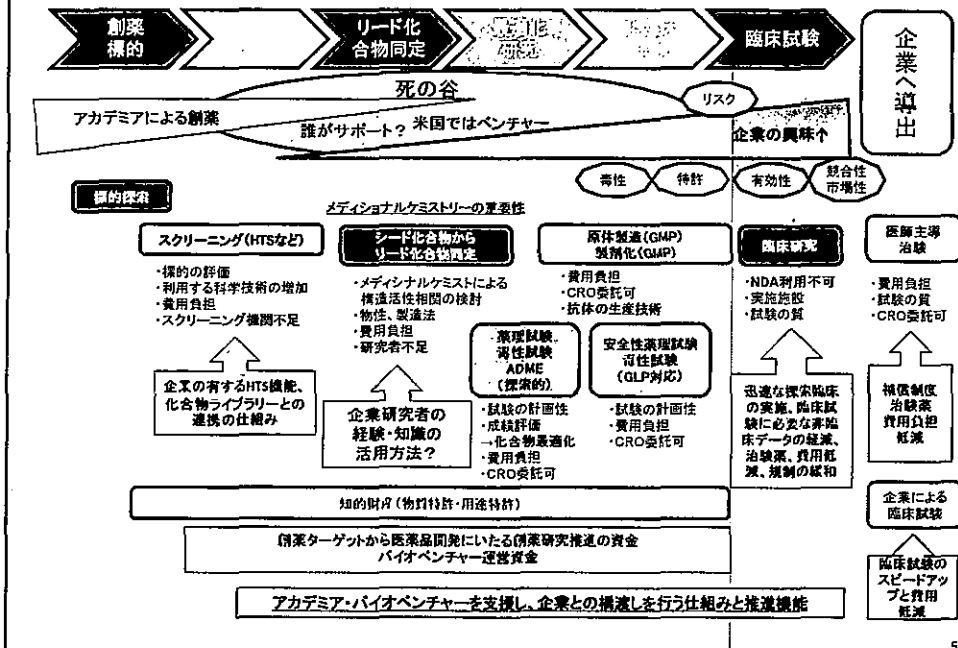 創薬
標的
リード化
合物同定
研究
臨床試験
企業へ導出
死の谷
リスク
アカデミアによる創薬
誰がサポート? 米国ではベンチャー
企業の興味↑
毒性
特許
有効性
競合性
市場性
標的探索
メディショナルケミストリーの重要性
スクリーニング(HTSなど)
・標的の評価
・利用する科学技術の増加
・費用負担
・スクリーニング機関不足
企業の有するHTS機能、
化合物ライブラリーとの
連携の仕組み
シード化合物から
リード化合物同定
・メディシナルケミストによる
構造活性相関の検討
・物性、製造法
・費用負担
・研究者不足
企業研究者の
経験・知識の
活用方法?
原体製造(GMP)
製剤化(GMP)
・費用負担
・CRO委託可
・抗体の生産技術
薬理試験
毒性試験
ADME
(探索的)
・試験の計画性
・成績評価
→化合物最適化
・費用負担
・CRO委託可
安全性薬理試験
毒性試験
(GLP対応)
・試験の計画性
・費用負担
・CRO委託可
臨床研究
・NDA利用不可
・実施施設
・試験の質
迅速な探索臨床
の実施、臨床試
験に必要な非臨
床データの軽減、
治験薬、費用低
減、規制の緩和
医師主導
治験
・費用負担
・試験の質
・CRO委託可
補償制度
治験薬
費用負担
低減
知的財産(物質特許・用途特許)
創薬ターゲットから医薬品開発にいたる創薬研究推進の資金
バイオベンチャー運営資金
アカデミア・バイオベンチャーを支援し、企業との橋渡しを行う仕組みと推進機能
企業による
臨床試験
臨床試験の
スピードアッ
プと費用
低減
5